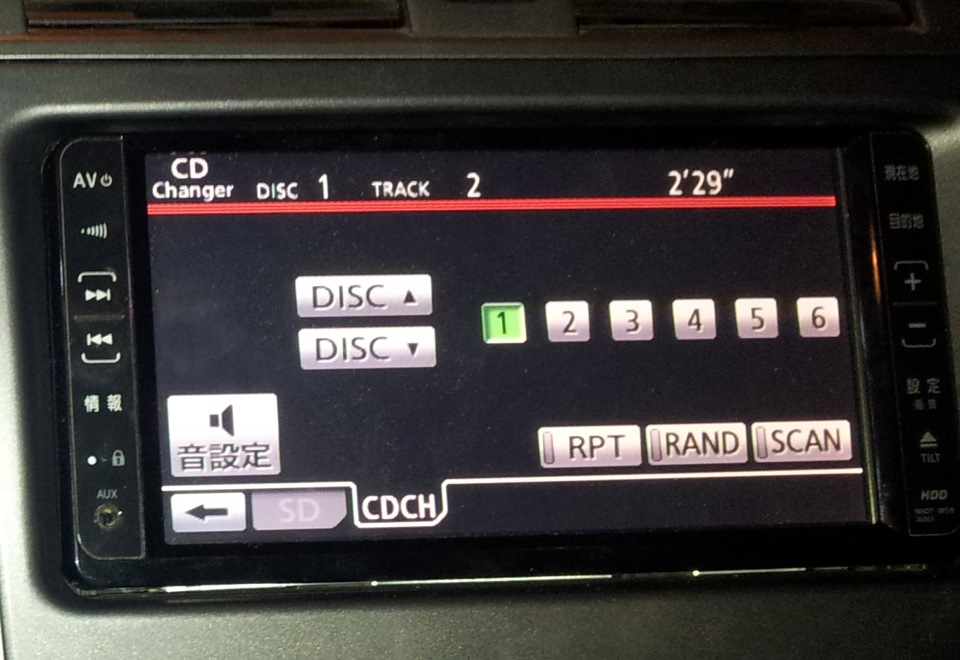 AV
CD
Changer DISC 1 TRACK 2 2'29"
現在地
目的地
DISC ▲
DISC ▼
1 2 3 4 5 6
+
−
情報
設定
音設定
RPT RAND SCAN
TILT
AUX
← SD CDCH
HDD